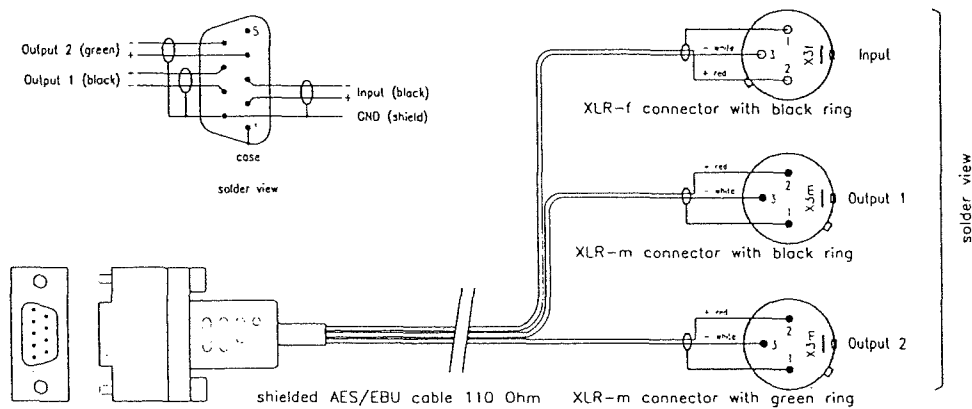 5
Output 2 (green) - +
Output 1 (black) - -
- Input (black)
+
GND (shield)
1
case
solder view
1
- white 3
+ red 2
X3f
Input
XLR-f connector with black ring
+ red 2
- white 3
1
X3m
Output 1
XLR-m connector with black ring
+ red 2
- white 3
1
X3m
Output 2
shielded AES/EBU cable 110 Ohm
XLR-m connector with green ring
solder view